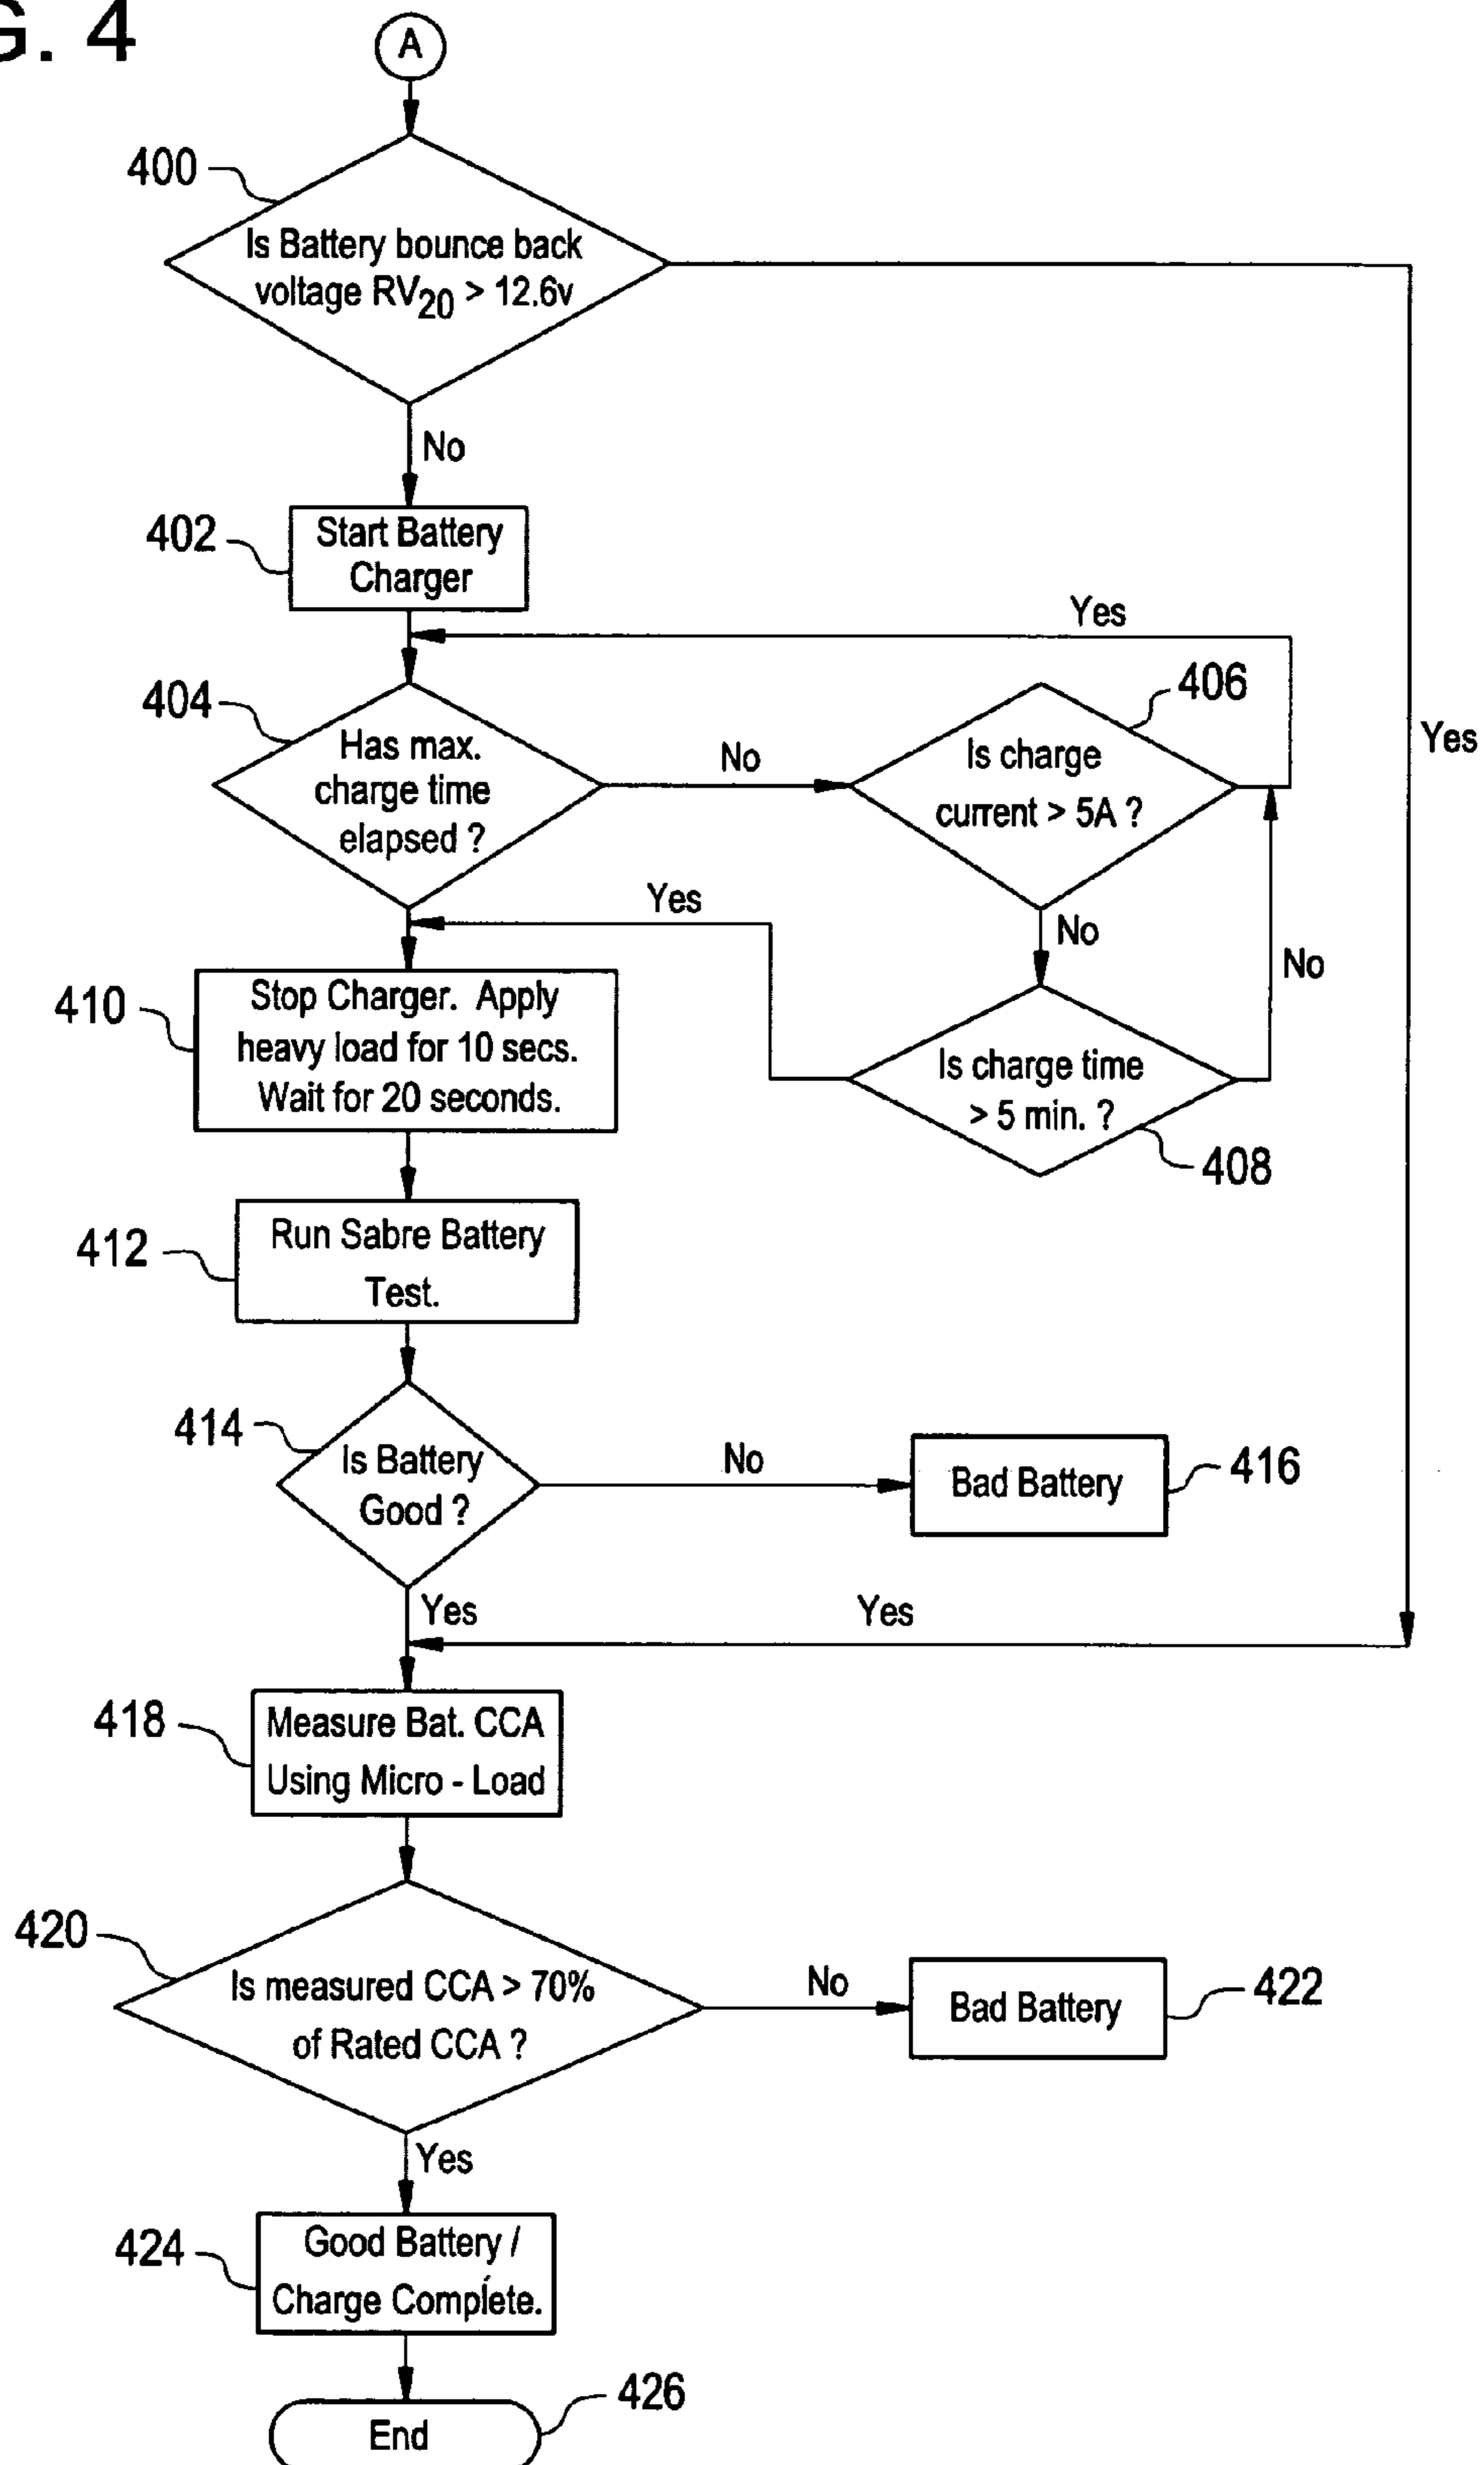 G. 4
A
400
Is Battery bounce back
voltage RV20 > 12.6v
No
402
Start Battery
Charger
Yes
404
Has max.
charge time
elapsed ?
No
406
Is charge
current > 5A ?
Yes
Yes
No
No
410
Stop Charger. Apply
heavy load for 10 secs.
Wait for 20 seconds.
Is charge time
> 5 min. ?
408
412
Run Sabre Battery
Test.
414
Is Battery
Good ?
No
Bad Battery
416
Yes
Yes
418
Measure Bat. CCA
Using Micro - Load
420
Is measured CCA > 70%
of Rated CCA ?
No
Bad Battery
422
Yes
424
Good Battery /
Charge Complete.
End
426